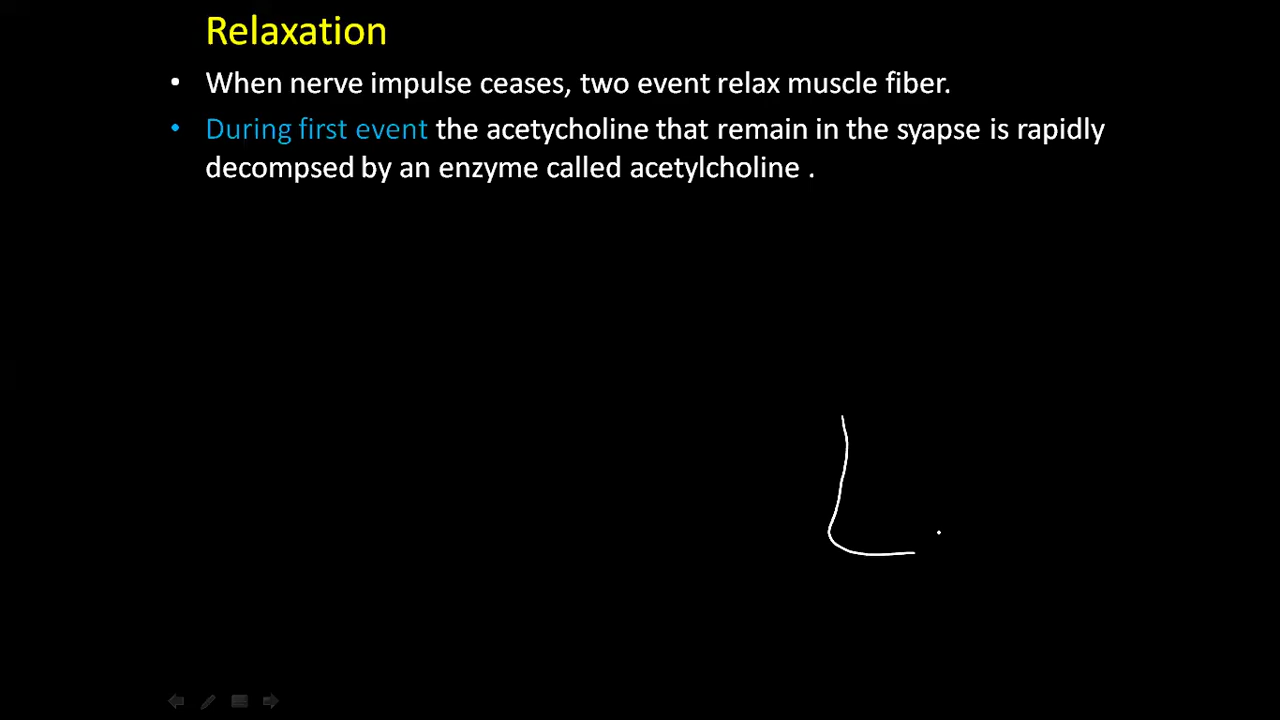 Relaxation
• When nerve impulse ceases, two event relax muscle fiber.
• During first event the acetycholine that remain in the syapse is rapidly
decompsed by an enzyme called acetylcholine .